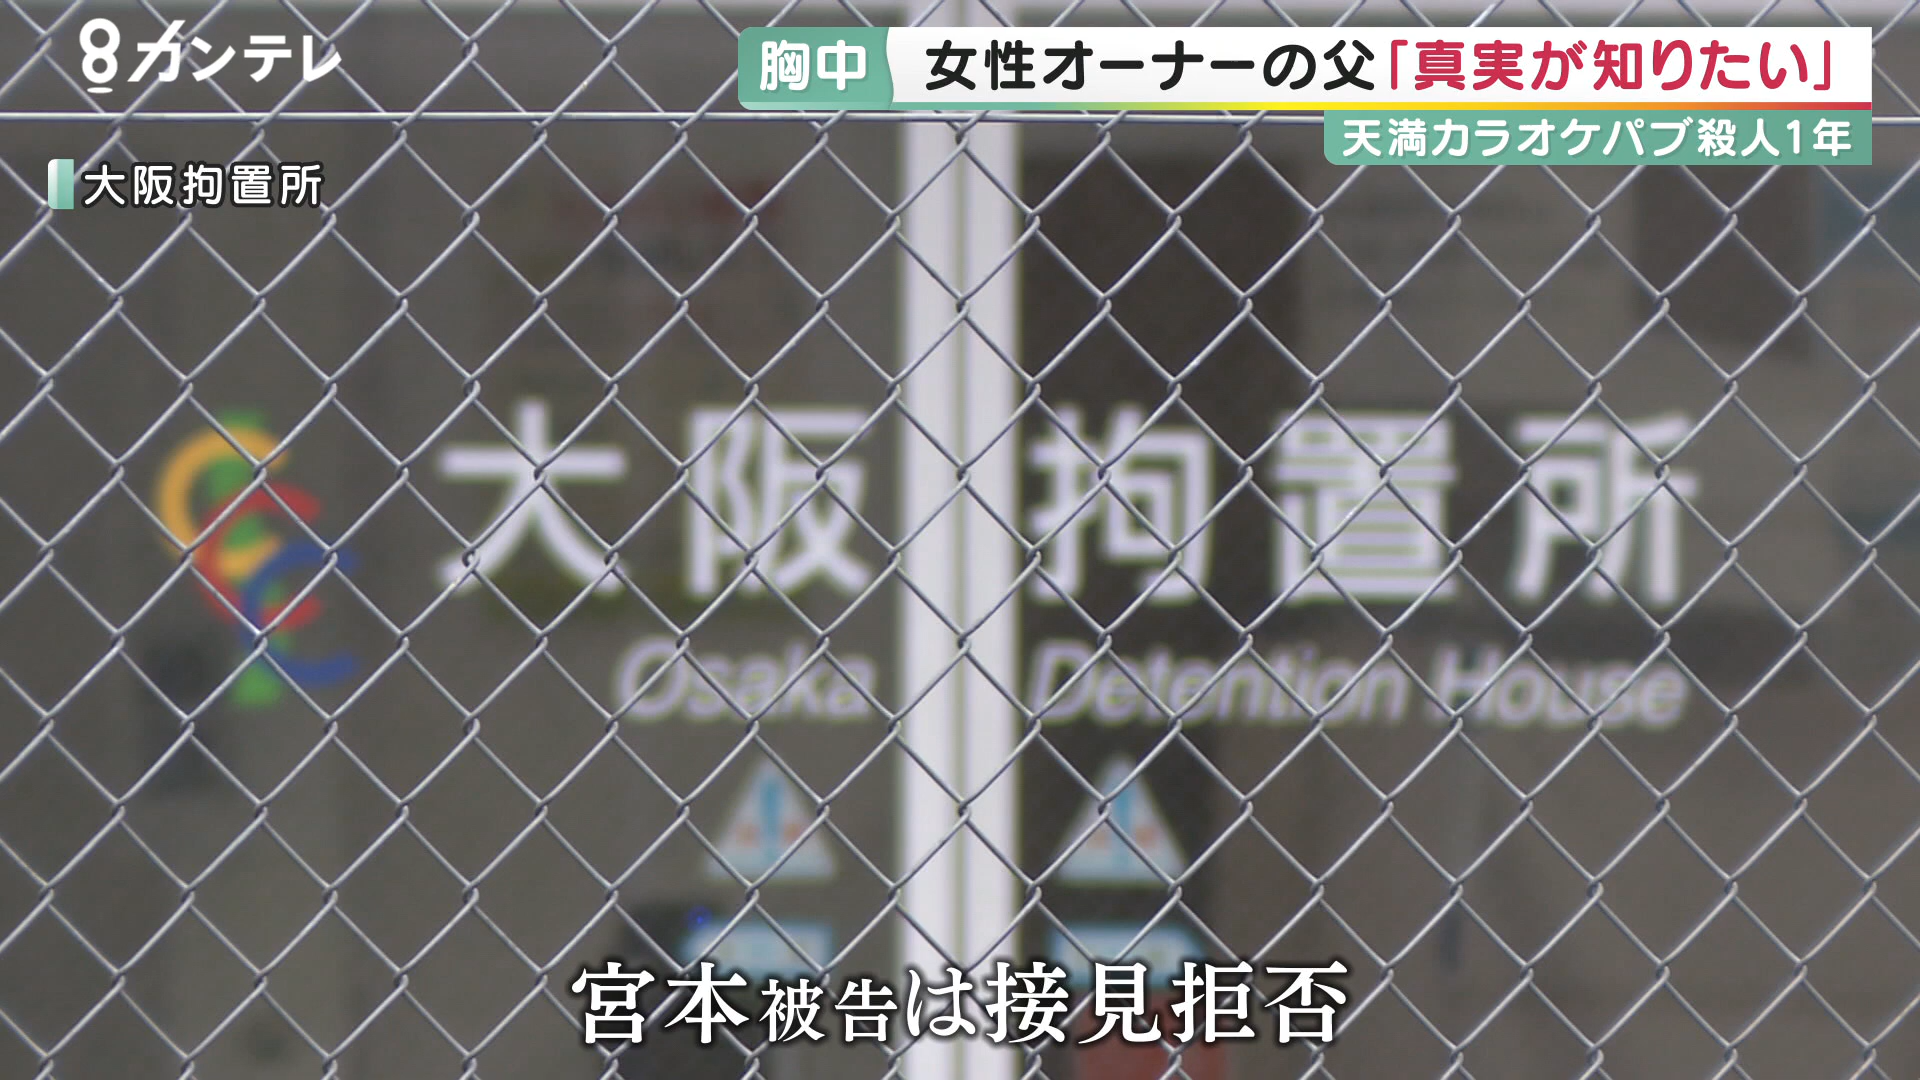 8カンテレ
胸中 女性オーナーの父「真実が知りたい」
天満カラオケパブ殺人1年
大阪拘置所
大阪拘置所
Osaka Detention House
宮本被告は接見拒否